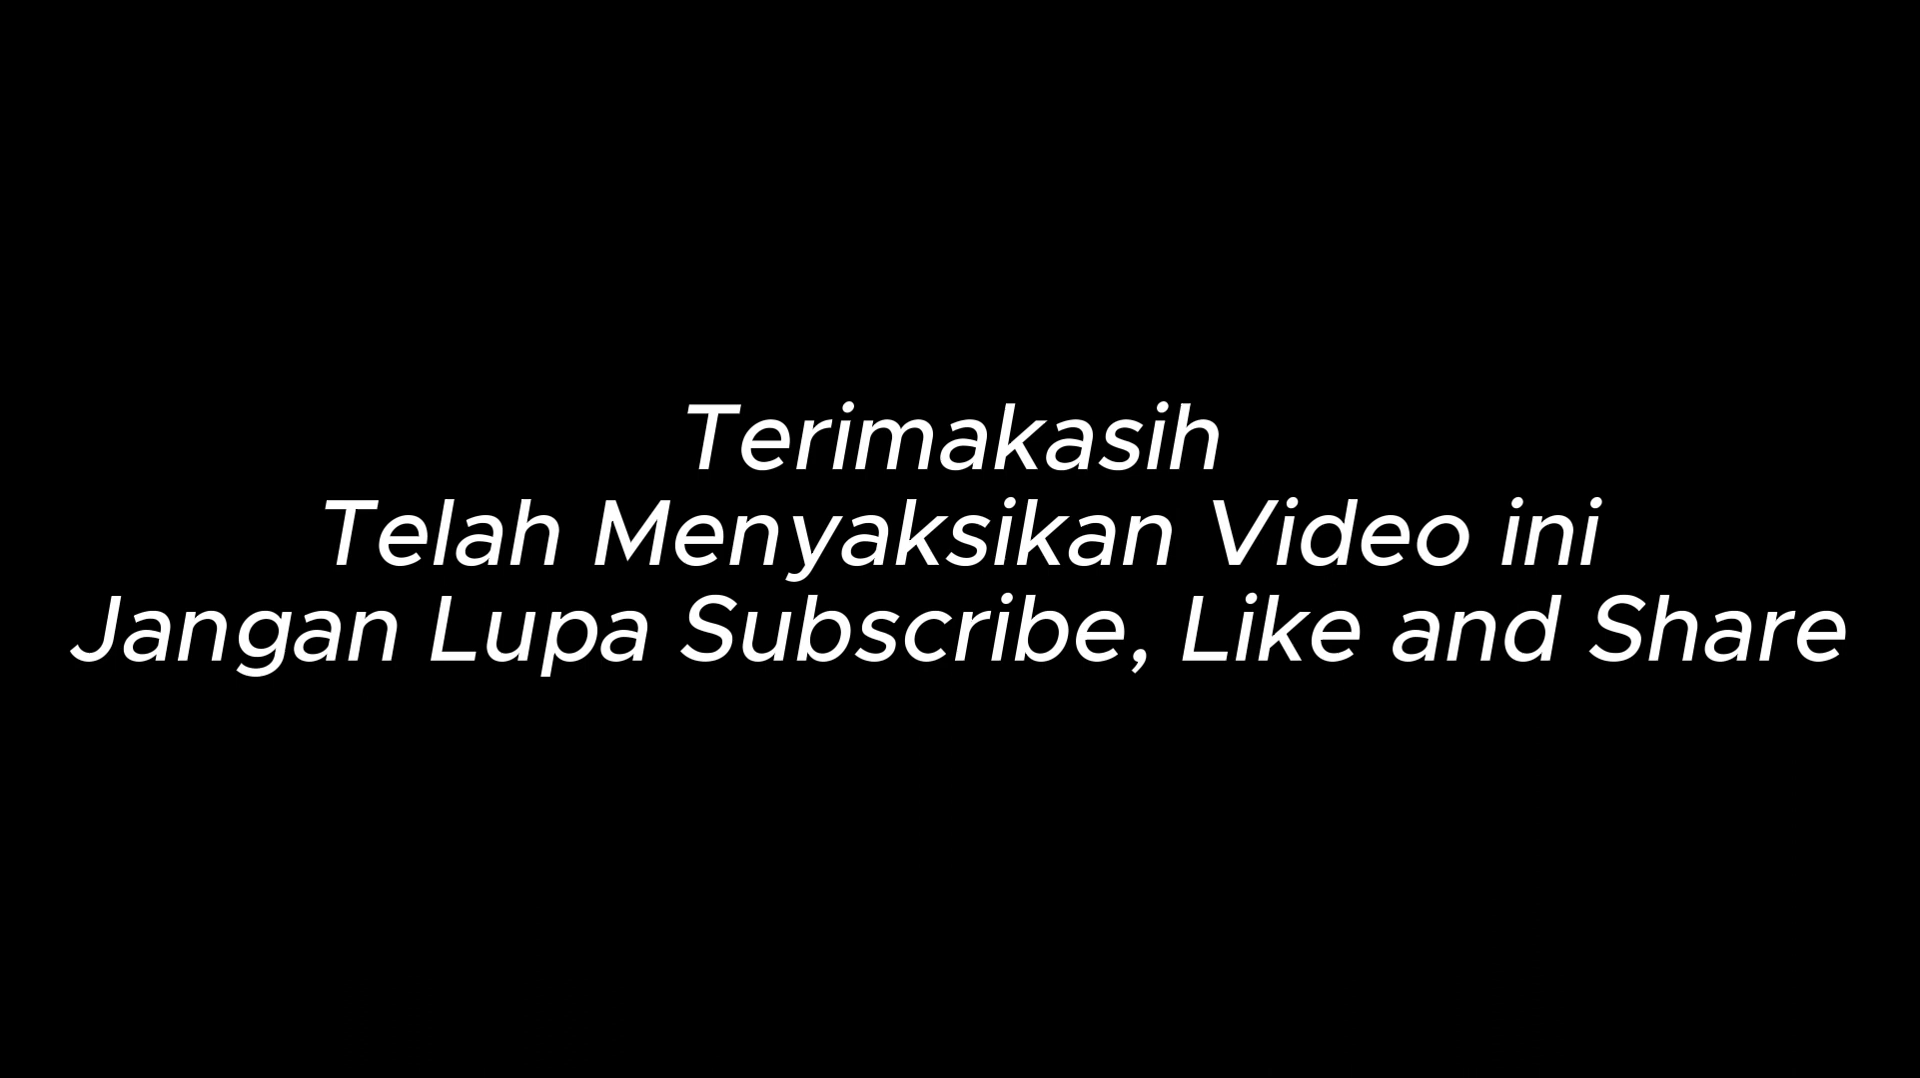 Terimakasih
Telah Menyaksikan Video ini
Jangan Lupa Subscribe, Like and Share